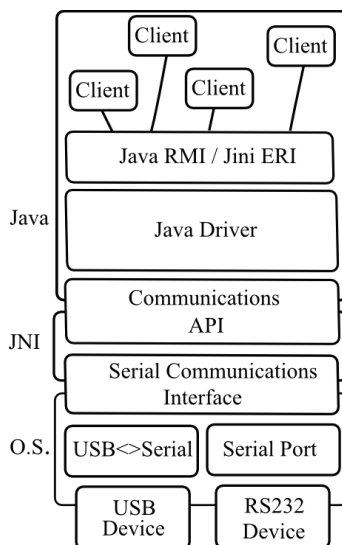 Client
Client
Client
Client
Java RMI / Jini ERI
Java
Java Driver
Communications
API
JNI
Serial Communications
Interface
O.S.
USB<>Serial
Serial Port
USB
Device
RS232
Device